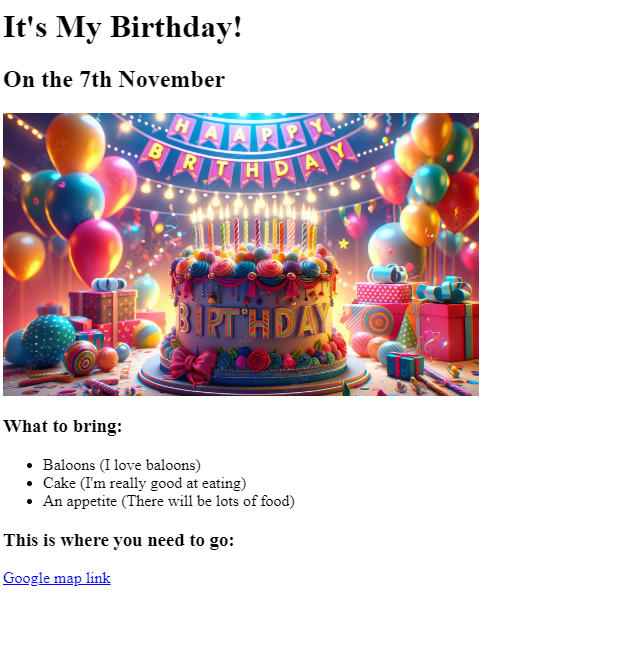 It's My Birthday!
On the 7th November
HAAPPY
BRTHDAY
BIRTHDAY
What to bring:
Baloons (I love baloons)
Cake (I'm really good at eating)
An appetite (There will be lots of food)
This is where you need to go:
Google map link